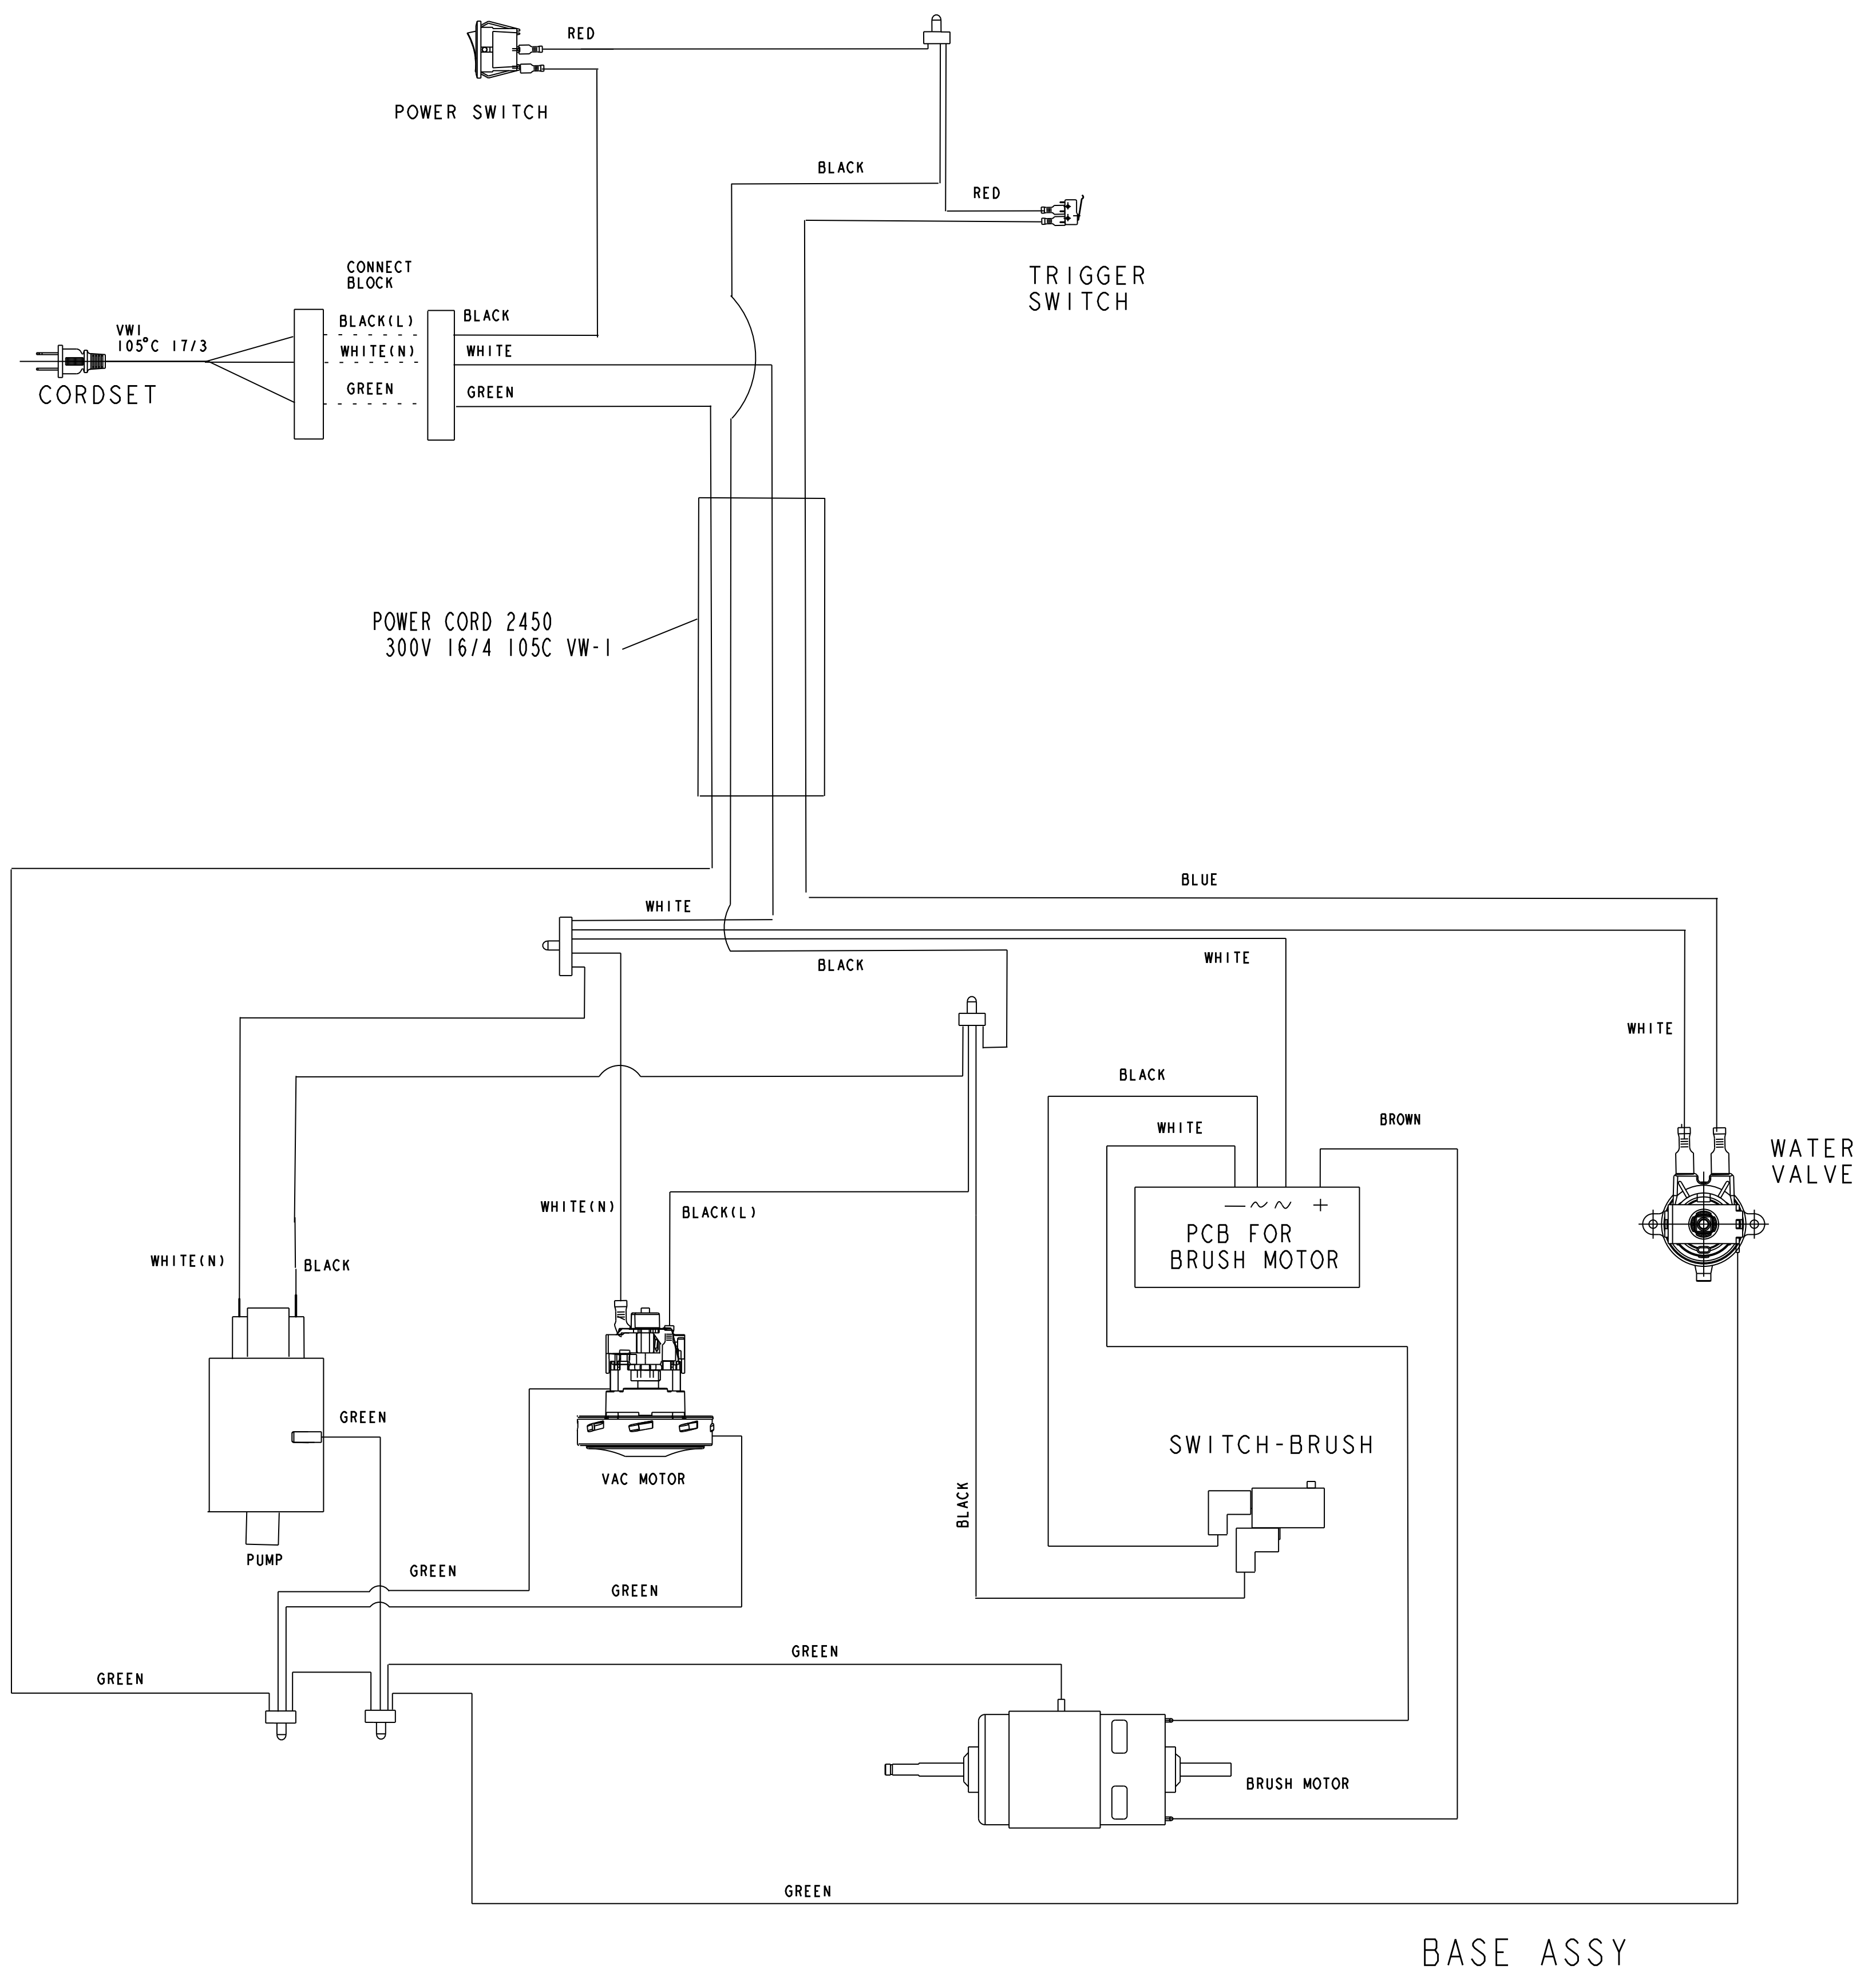 RED
POWER SWITCH
BLACK
RED
TRIGGER
SWITCH
CONNECT
BLOCK
VW1
105°C 17/3
BLACK(L)
BLACK
WHITE(N)
WHITE
CORDSET
GREEN
GREEN
POWER CORD 2450
300V 16/4 105C VW-1
BLUE
WHITE
BLACK
WHITE
WHITE
BLACK
WHITE
BROWN
WATER
VALVE
WHITE(N)
BLACK(L)
— ~ ~ +
PCB FOR
BRUSH MOTOR
WHITE(N)
BLACK
GREEN
SWITCH-BRUSH
VAC MOTOR
BLACK
PUMP
GREEN
GREEN
GREEN
GREEN
BRUSH MOTOR
GREEN
BASE ASSY